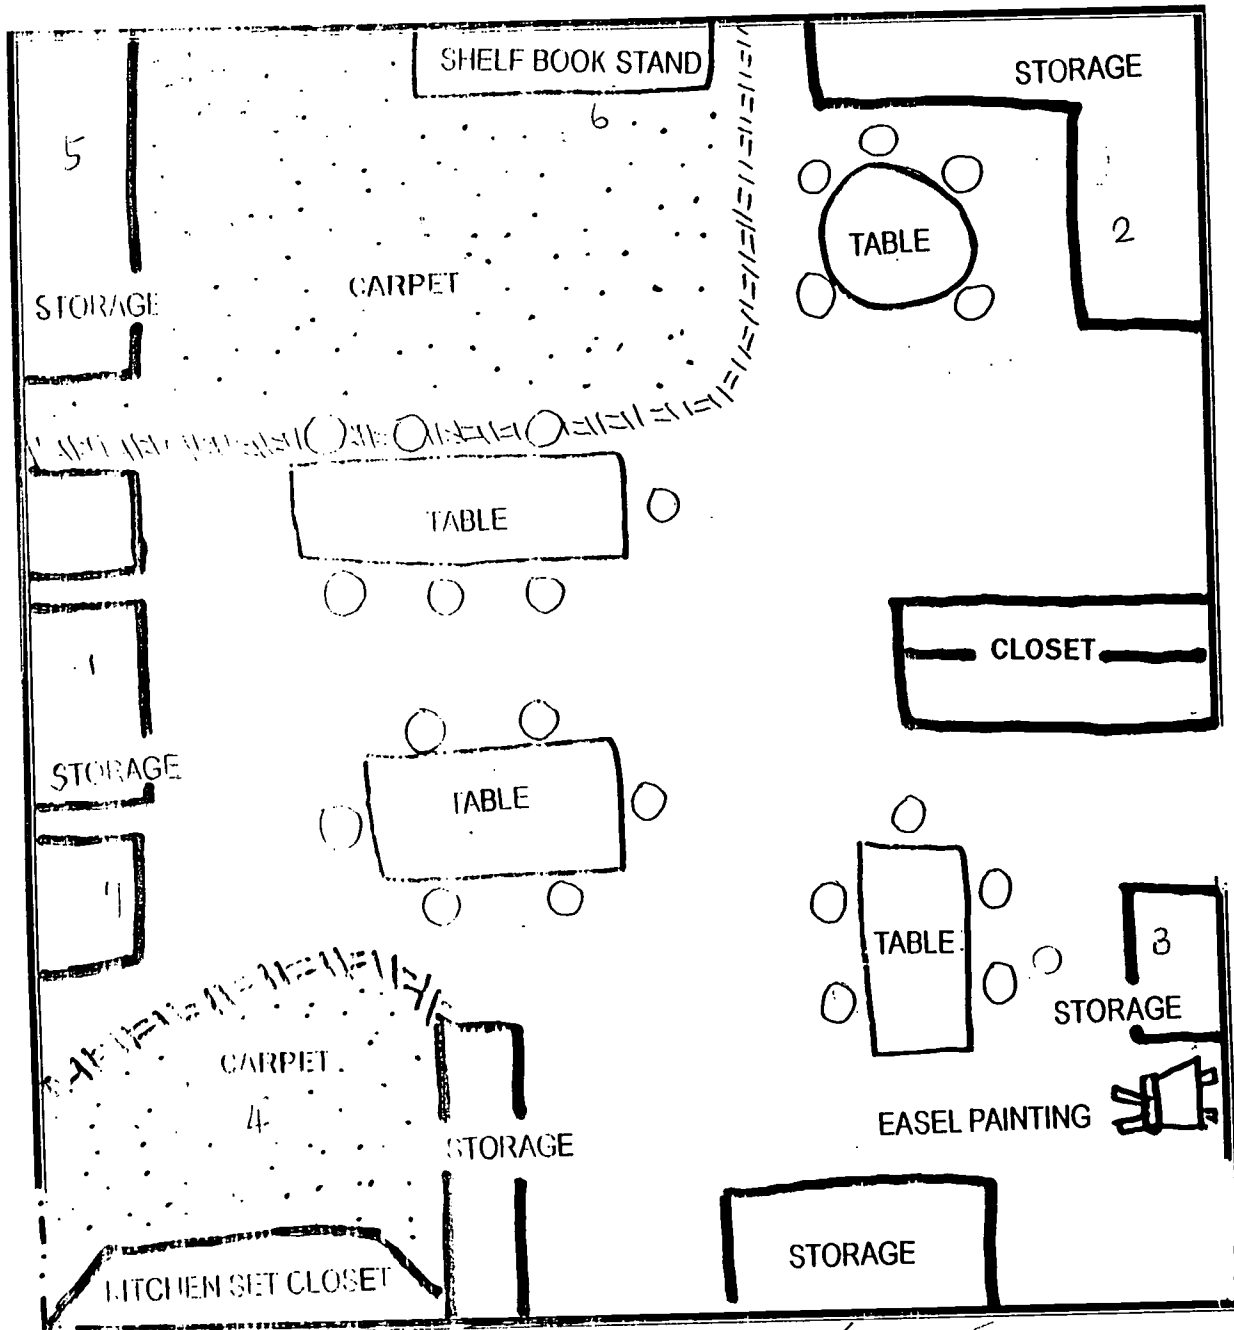 SHELF BOOK STAND
STORAGE
6
5
2
TABLE
CARPET
STORAGE
TABLE
CLOSET
1
STORAGE
TABLE
TABLE
3
STORAGE
CARPET
4
EASEL PAINTING
STORAGE
STORAGE
KITCHEN SET CLOSET